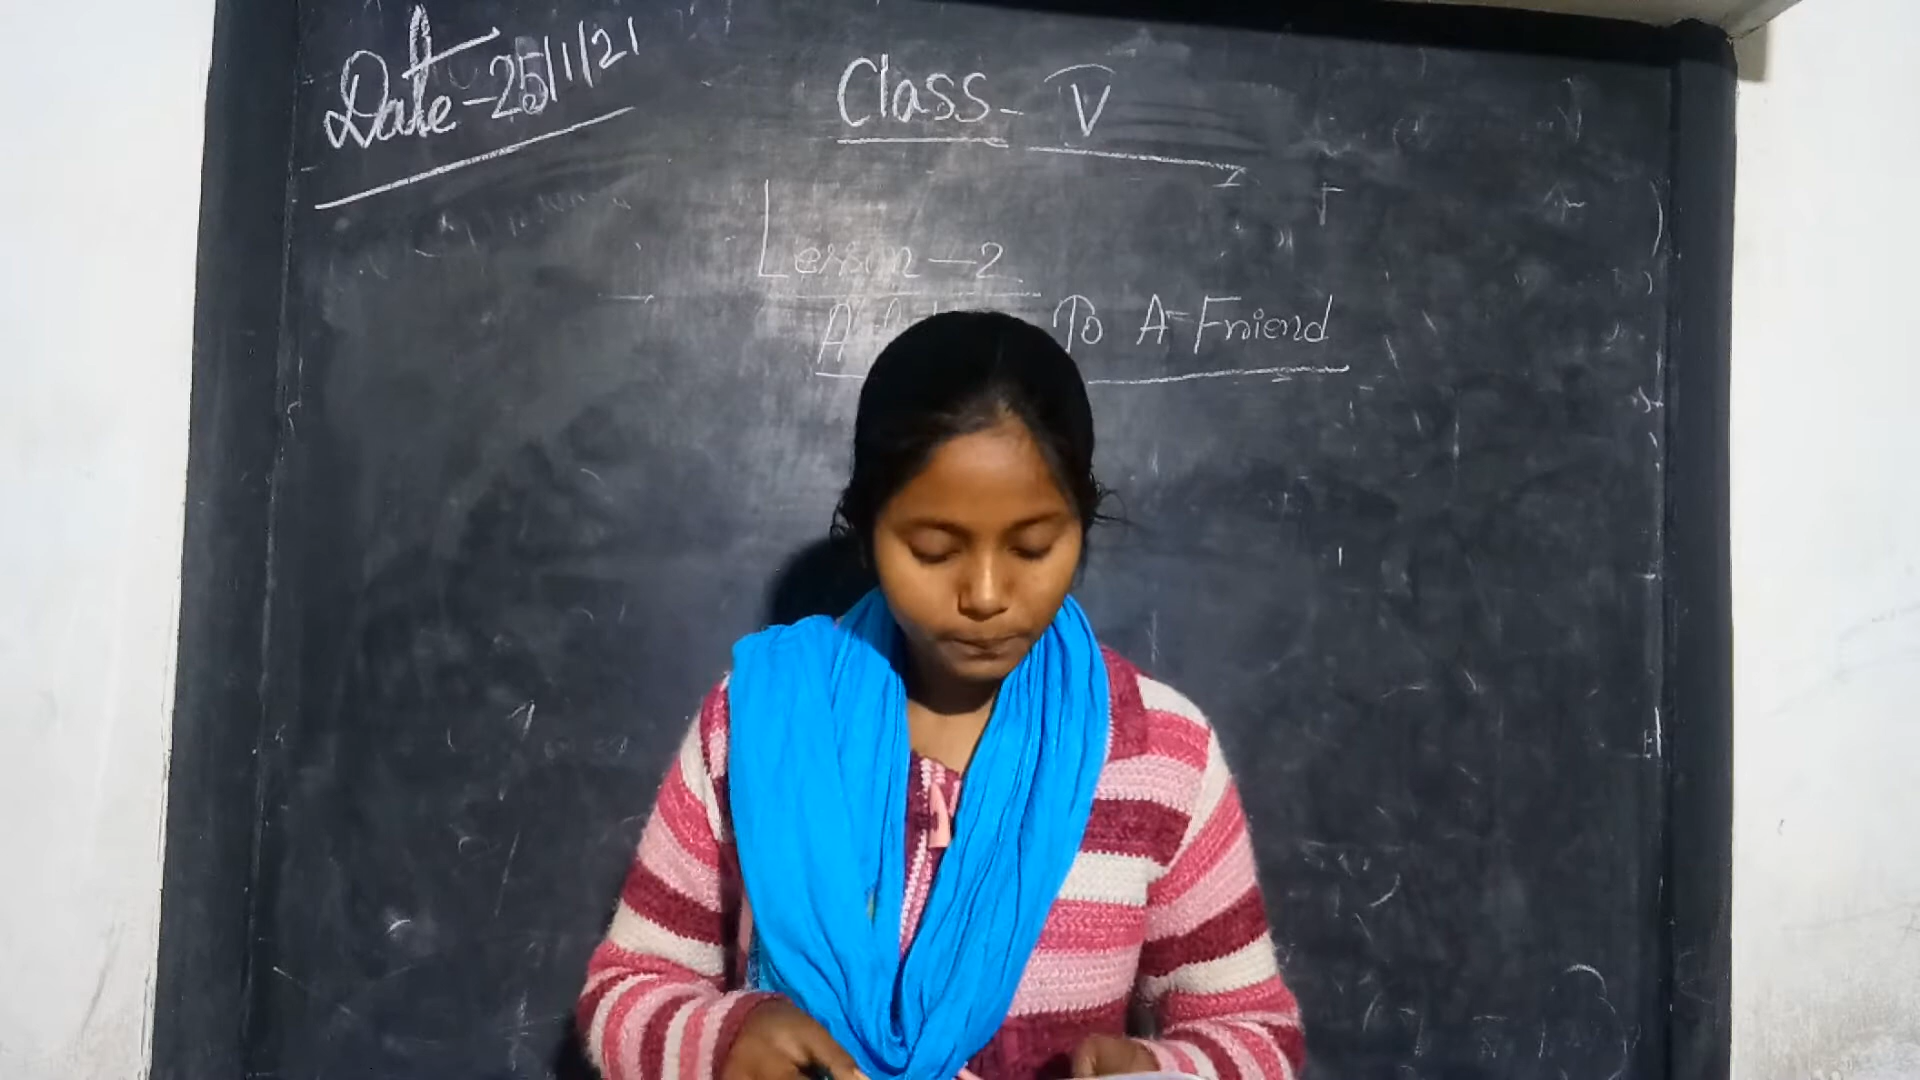 Date - 25/1/21
Class - V
Lesson - 2
A To A Friend